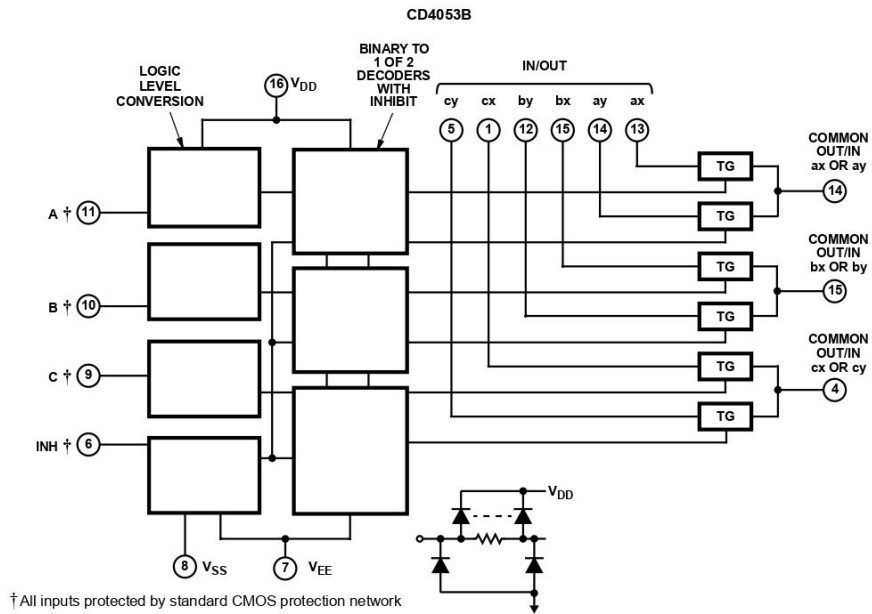 CD4053B
LOGIC
LEVEL
CONVERSION
16 VDD
BINARY TO
1 OF 2
DECODERS
WITH
INHIBIT
IN/OUT
cy cx by bx ay ax
5 1 12 15 14 13
COMMON
OUT/IN
ax OR ay
14
TG
TG
A † 11
COMMON
OUT/IN
bx OR by
15
TG
TG
B † 10
COMMON
OUT/IN
cx OR cy
4
TG
TG
C † 9
INH † 6
VDD
8 VSS
7 VEE
† All inputs protected by standard CMOS protection network